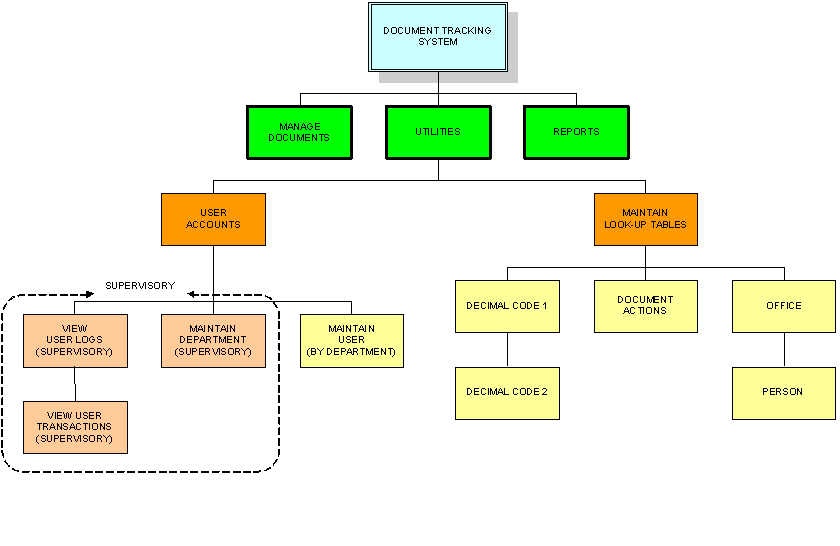 DOCUMENT TRACKING
SYSTEM
MANAGE
DOCUMENTS
UTILITIES
REPORTS
USER
ACCOUNTS
MAINTAIN
LOOK-UP TABLES
SUPERVISORY
VIEW
USER LOGS
(SUPERVISORY)
MAINTAIN
DEPARTMENT
(SUPERVISORY)
MAINTAIN
USER
(BY DEPARTMENT)
DECIMAL CODE 1
DOCUMENT
ACTIONS
OFFICE
VIEW USER
TRANSACTIONS
(SUPERVISORY)
DECIMAL CODE 2
PERSON